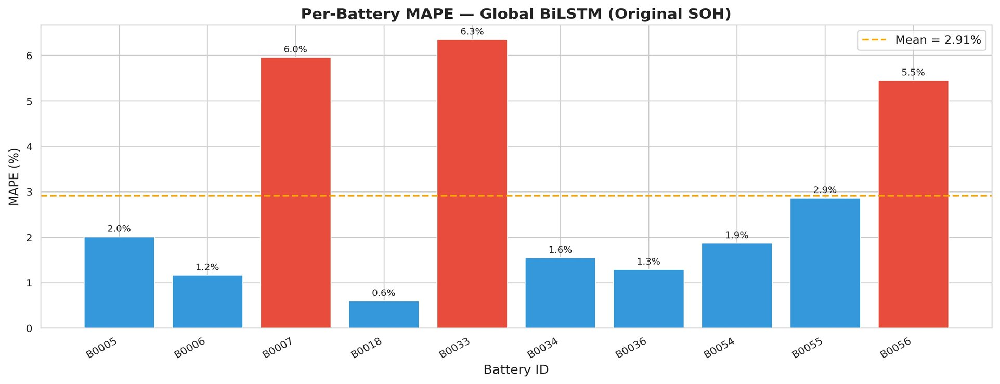 Per-Battery MAPE — Global BiLSTM (Original SOH)
Mean = 2.91%
MAPE (%)
6
5
4
3
2
1
0
2.0%
1.2%
6.0%
0.6%
6.3%
1.6%
1.3%
1.9%
2.9%
5.5%
B0005
B0006
B0007
B0018
B0033
B0034
B0036
B0054
B0055
B0056
Battery ID